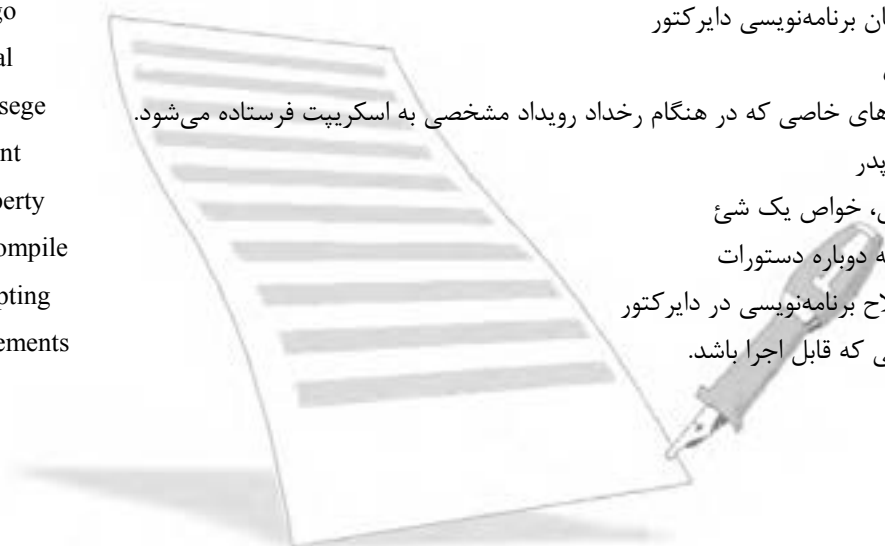 go
ان برنامه‌نویسی دایرکتور
al
sege
های خاصی که در هنگام رخداد رویداد مشخصی به اسکریپت فرستاده می‌شود.
nt
پدر
perty
، خواص یک شئ
ompile
ه دوباره دستورات
pting
لاح برنامه‌نویسی در دایرکتور
ements
ی که قابل اجرا باشد.